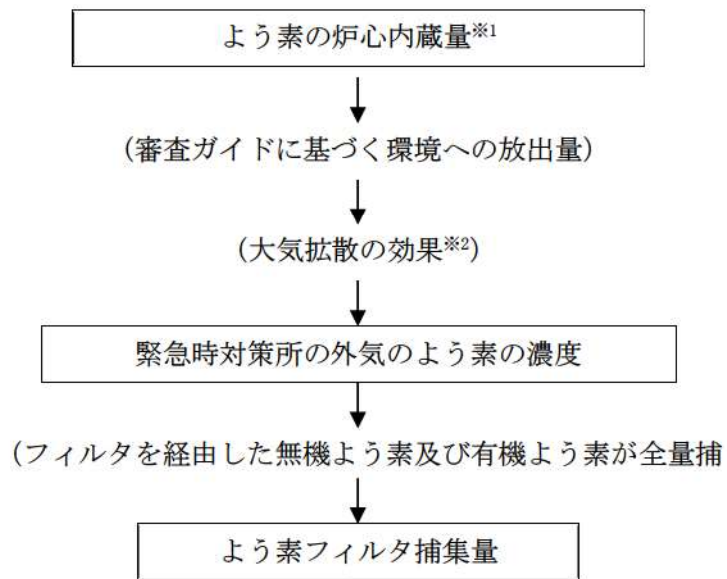 よう素の炉心内蔵量※1
(審査ガイドに基づく環境への放出量)
(大気拡散の効果※2)
緊急時対策所の外気のよう素の濃度
(フィルタを経由した無機よう素及び有機よう素が全量捕
よう素フィルタ捕集量